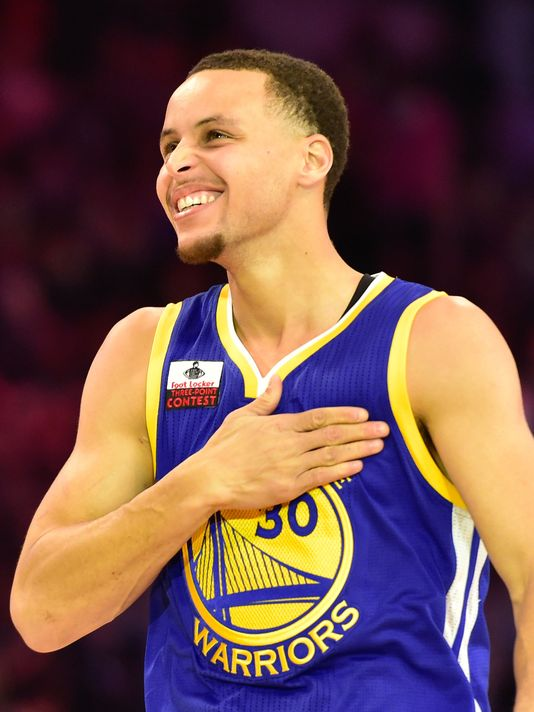 Foot Locker
THREE-POINT
CONTEST
30
WARRIORS